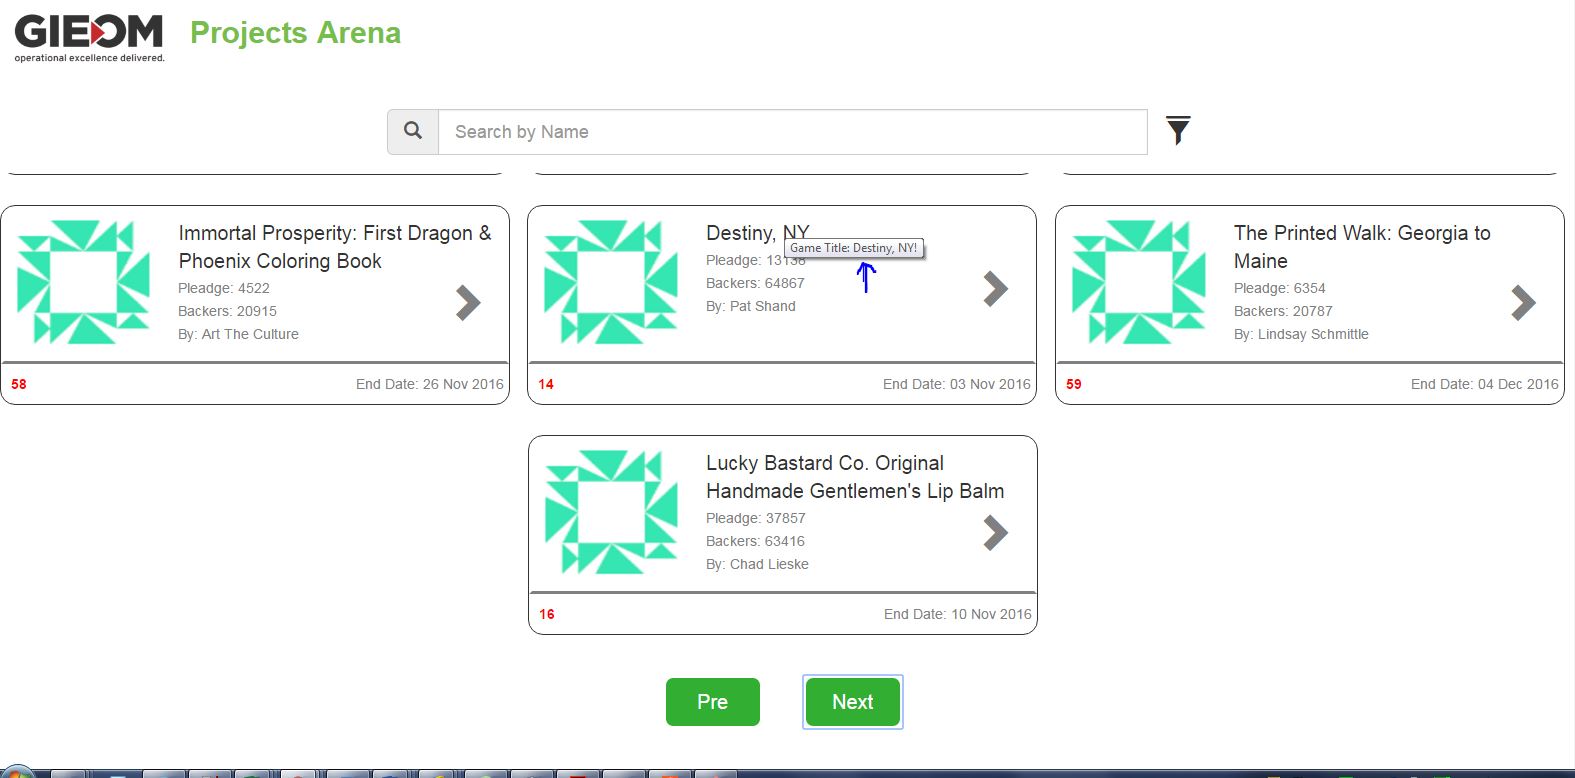 GIEOM
operational excellence delivered.
Projects Arena
Search by Name
Immortal Prosperity: First Dragon &
Phoenix Coloring Book
Pleadge: 4522
Backers: 20915
By: Art The Culture
58
End Date: 26 Nov 2016
Destiny, NY
Game Title: Destiny, NY!
Pleadge: 13138
Backers: 64867
By: Pat Shand
14
End Date: 03 Nov 2016
The Printed Walk: Georgia to
Maine
Pleadge: 6354
Backers: 20787
By: Lindsay Schmittle
59
End Date: 04 Dec 2016
Lucky Bastard Co. Original
Handmade Gentlemen's Lip Balm
Pleadge: 37857
Backers: 63416
By: Chad Lieske
16
End Date: 10 Nov 2016
Pre
Next